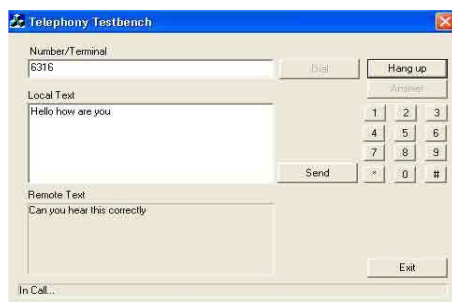 Telephony Testbench
Number/Terminal
6316
Dial
Hang up
Answer
Local Text
Hello how are you
1 2 3
4 5 6
7 8 9
* 0 #
Send
Remote Text
Can you hear this correctly
Exit
In Call...